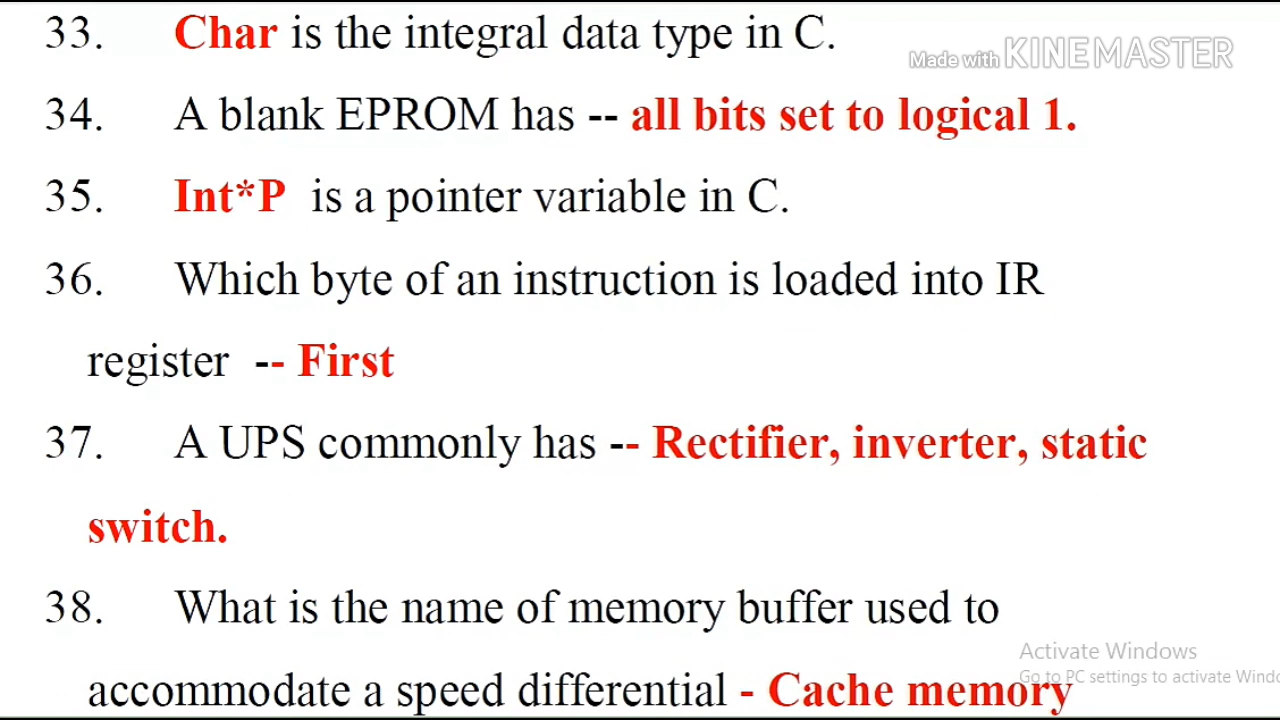 33. Char is the integral data type in C.
Made with KINEMASTER
34. A blank EPROM has -- all bits set to logical 1.
35. Int*P is a pointer variable in C.
36. Which byte of an instruction is loaded into IR
register -- First
37. A UPS commonly has -- Rectifier, inverter, static
switch.
38. What is the name of memory buffer used to
Activate Windows
Go to PC settings to activate Windo
accommodate a speed differential - Cache memory